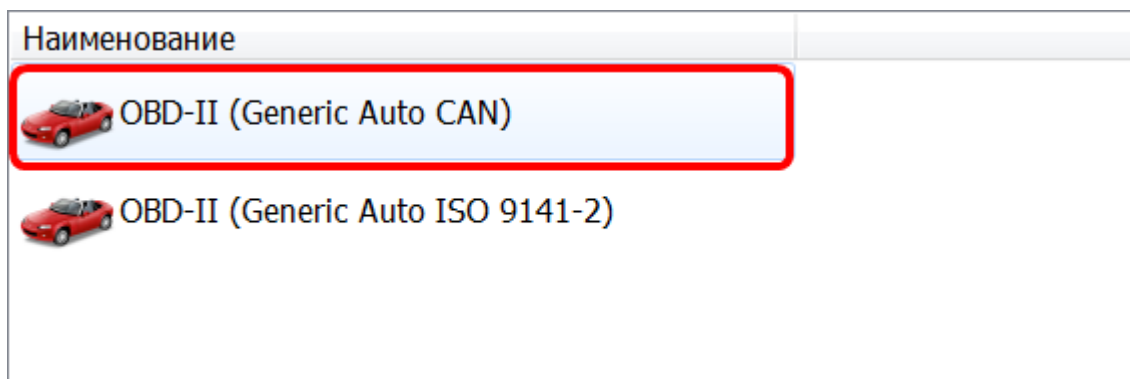 Наименование
OBD-II (Generic Auto CAN)
OBD-II (Generic Auto ISO 9141-2)